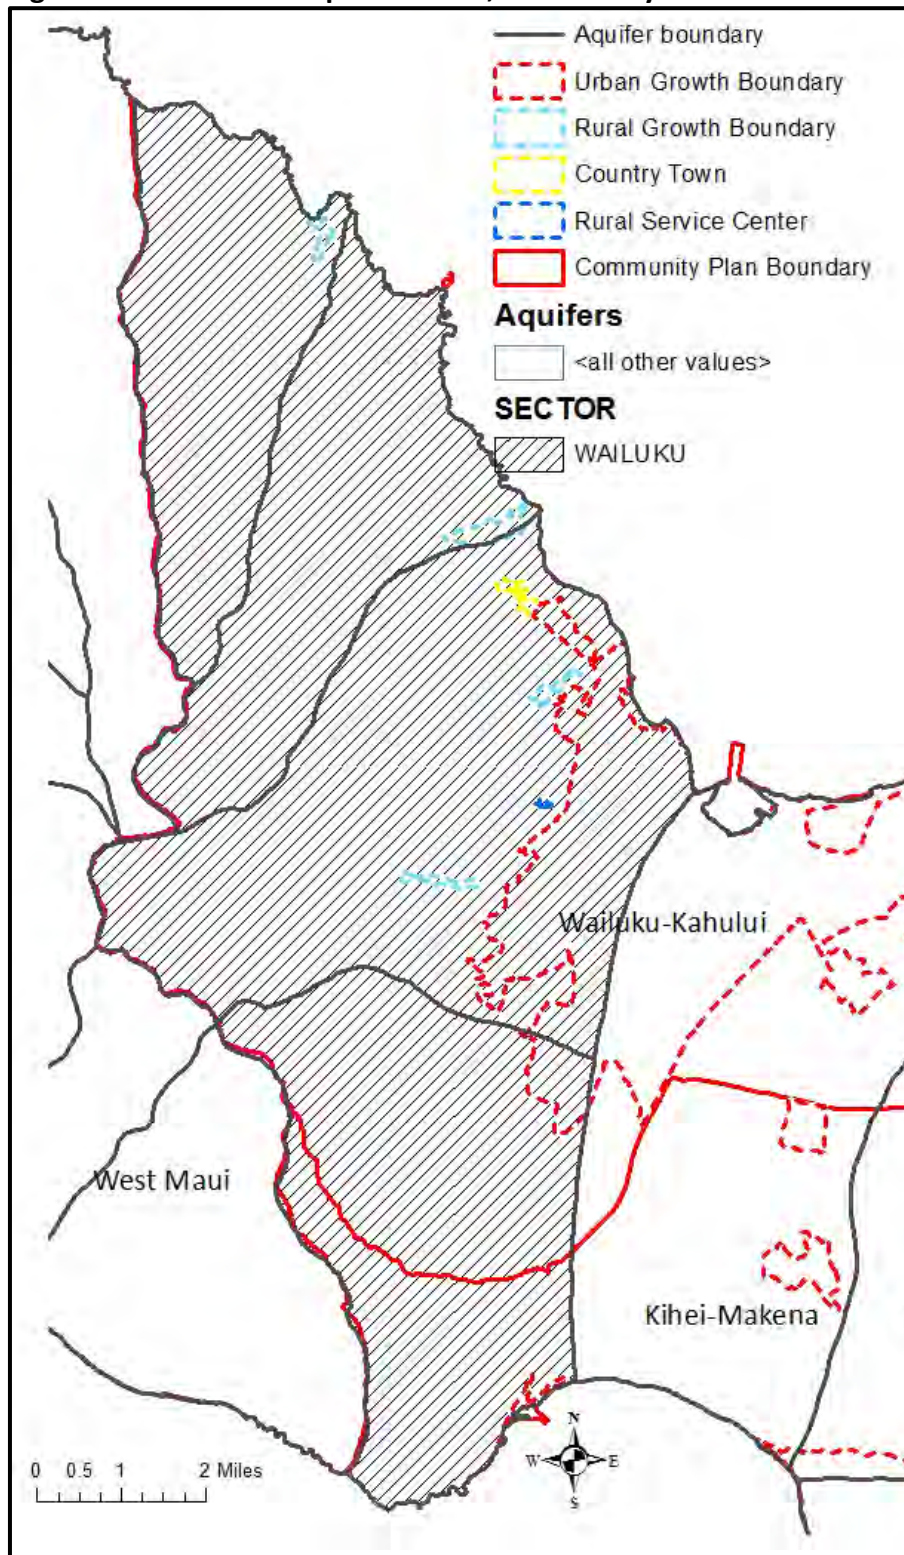 Aquifer boundary
Urban Growth Boundary
Rural Growth Boundary
Country Town
Rural Service Center
Community Plan Boundary
Aquifers
<all other values>
SECTOR
WAILUKU
Wailuku-Kahului
West Maui
Kihei-Makena
0 0.5 1 2 Miles
N
W E
S